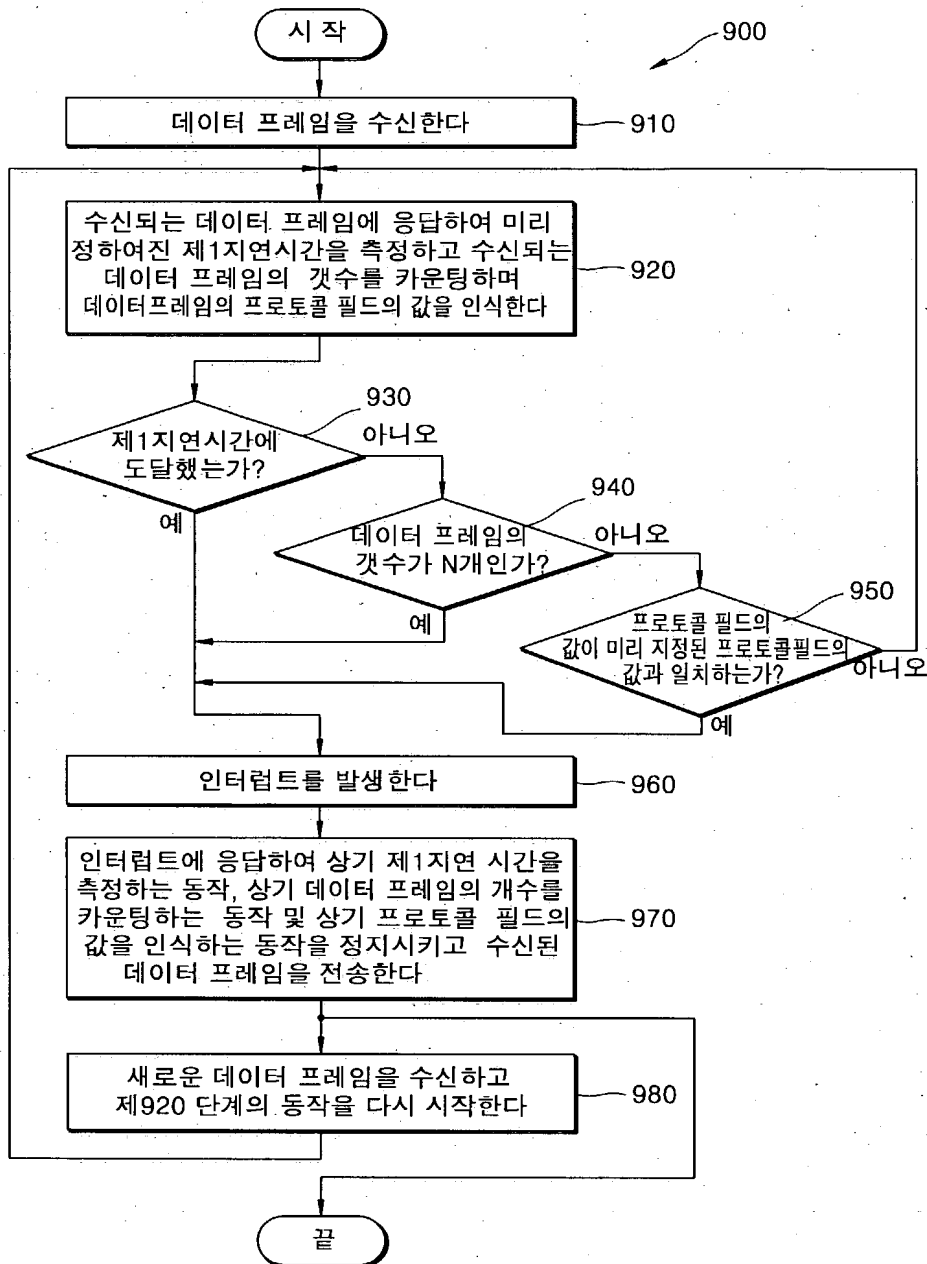 시 작
900
데이터 프레임을 수신한다
910
수신되는 데이터 프레임에 응답하여 미리
정하여진 제1지연시간을 측정하고 수신되는
데이터 프레임의 갯수를 카운팅하며
데이터프레임의 프로토콜 필드의 값을 인식한다
920
930
제1지연시간에
도달했는가?
아니오
예
940
데이터 프레임의
갯수가 N개인가?
아니오
예
950
프로토콜 필드의
값이 미리 지정된 프로토콜필드의
값과 일치하는가?
아니오
예
인터럽트를 발생한다
960
인터럽트에 응답하여 상기 제1지연 시간을
측정하는 동작, 상기 데이터 프레임의 개수를
카운팅하는 동작 및 상기 프로토콜 필드의
값을 인식하는 동작을 정지시키고 수신된
데이터 프레임을 전송한다
970
새로운 데이터 프레임을 수신하고
제920 단계의 동작을 다시 시작한다
980
끝